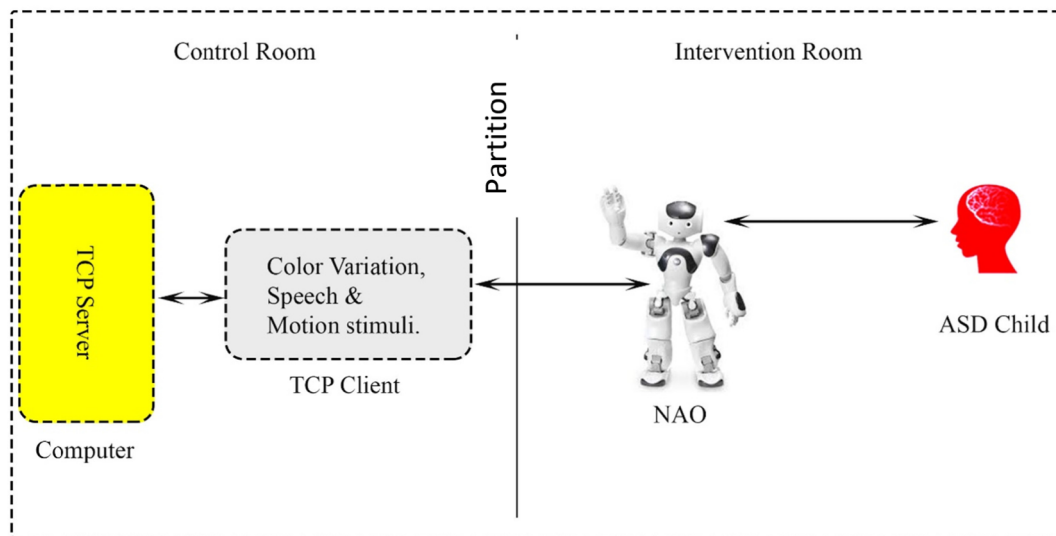 Control Room
Intervention Room
Partition
TCP Server
Color Variation,
Speech &
Motion stimuli.
TCP Client
Computer
NAO
ASD Child